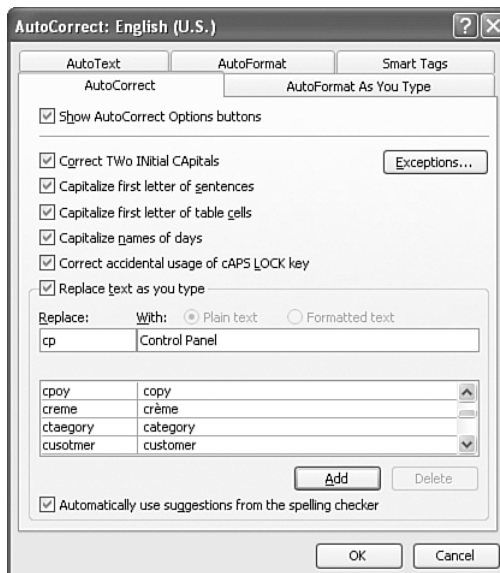 AutoCorrect: English (U.S.)
AutoText AutoFormat Smart Tags
AutoCorrect AutoFormat As You Type
Show AutoCorrect Options buttons
Correct TWo INitial CApitals Exceptions...
Capitalize first letter of sentences
Capitalize first letter of table cells
Capitalize names of days
Correct accidental usage of cAPS LOCK key
Replace text as you type
Replace: With: Plain text Formatted text
cp Control Panel
cpoy copy
creme crème
ctaegory category
cusotmer customer
Add Delete
Automatically use suggestions from the spelling checker
OK Cancel